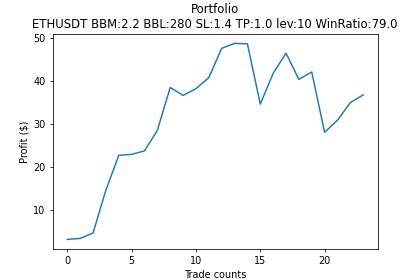 Portfolio
ETHUSDT BBM:2.2 BBL:280 SL:1.4 TP:1.0 lev:10 WinRatio:79.0
50
40
30
20
10
Profit ($)
0
5
10
15
20
Trade counts